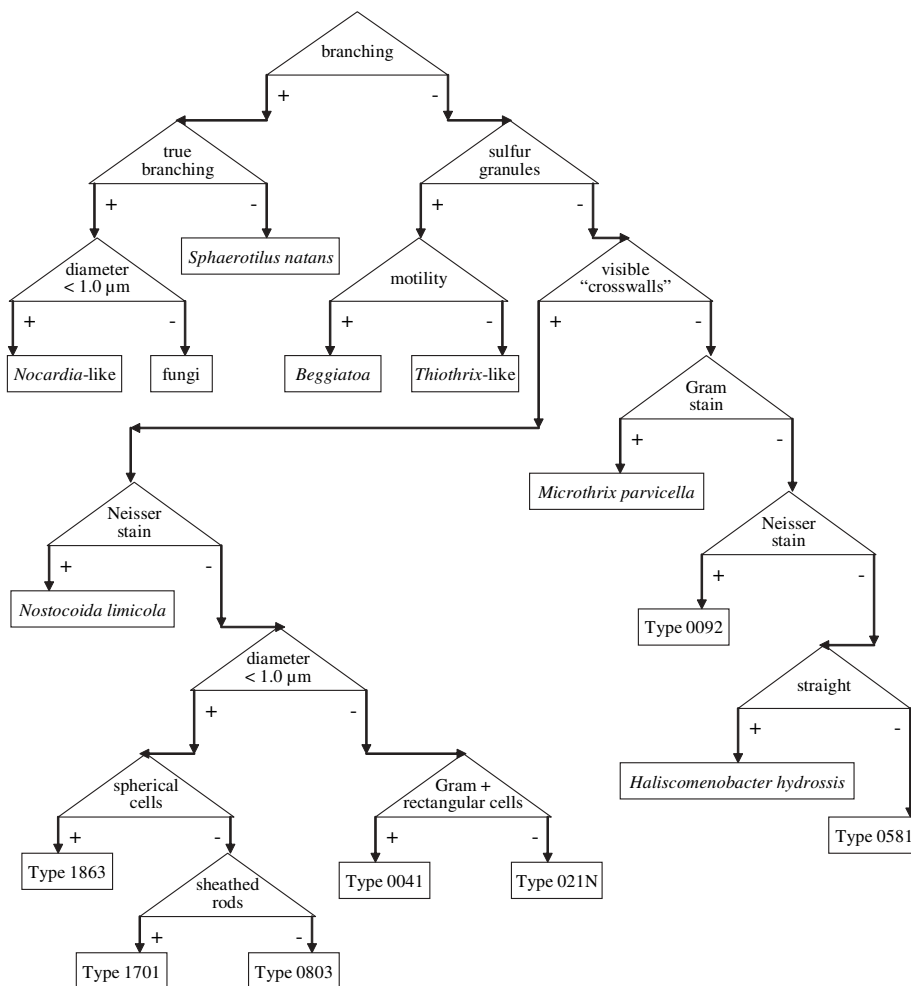 branching
+
-
true
branching
sulfur
granules
+
-
+
-
diameter
< 1.0 µm
Sphaerotilus natans
motility
visible
“crosswalls”
+
-
+
-
+
-
Nocardia-like
fungi
Beggiatoa
Thiothrix-like
Gram
stain
+
-
Microthrix parvicella
Neisser
stain
Neisser
stain
+
-
+
-
Nostocoida limicola
Type 0092
diameter
< 1.0 µm
straight
+
-
+
-
spherical
cells
Gram +
rectangular cells
Haliscomenobacter hydrossis
+
-
+
-
Type 0581
Type 1863
sheathed
rods
Type 0041
Type 021N
+
-
Type 1701
Type 0803